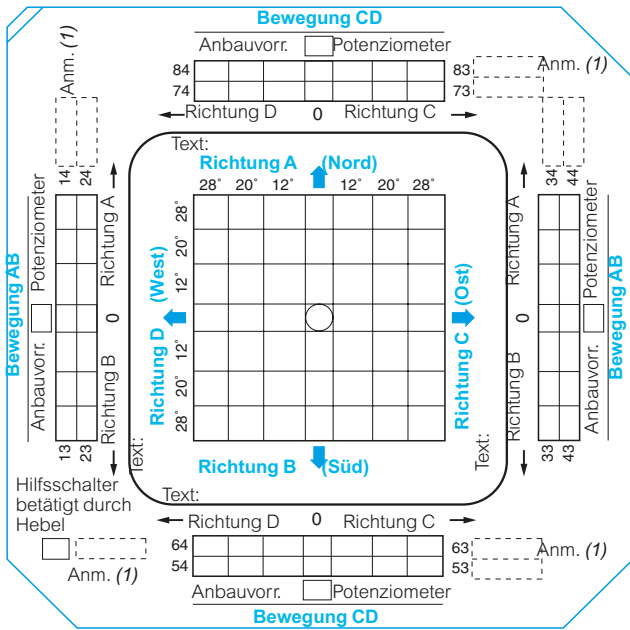 Bewegung CD
Anbauvorr. Potenziometer
84 83
74 73
Anm. (1)
Anm. (1)
Richtung D 0 Richtung C
Text:
Richtung A (Nord)
28° 20° 12° 12° 20° 28°
14 24
34 44
Bewegung AB
Anbauvorr. Potenziometer
Richtung B 0 Richtung A
13 23
Text:
Richtung D (West)
28° 20° 12° 12° 20° 28°
Richtung C (Ost)
Text:
Richtung B 0 Richtung A
33 43
Anbauvorr. Potenziometer
Bewegung AB
Richtung B (Süd)
Text:
Hilfsschalter
betätigt durch
Hebel
Anm. (1)
Richtung D 0 Richtung C
64 63
54 53
Anm. (1)
Anbauvorr. Potenziometer
Bewegung CD